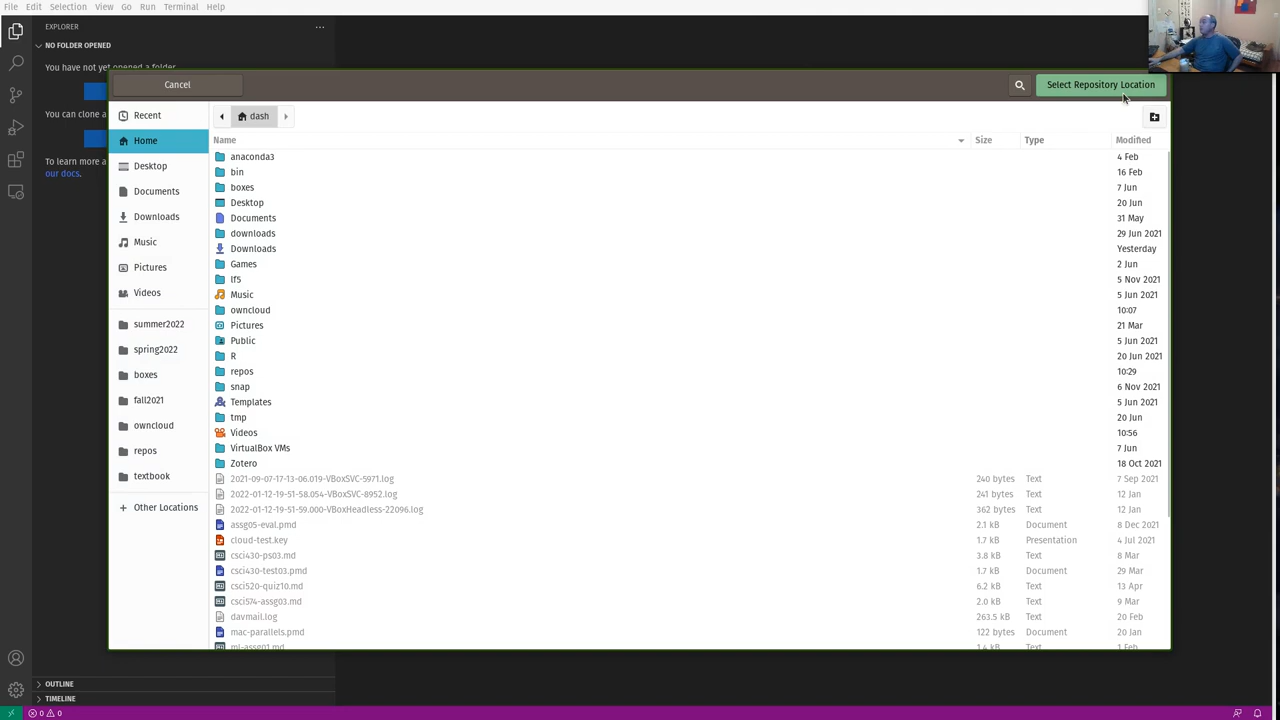 File Edit Selection View Go Run Terminal Help
EXPLORER
NO FOLDER OPENED
You have not yet opened a folder.
You can clone a
To learn more a
our docs.
Cancel
Select Repository Location
dash
Recent
Home
Desktop
Documents
Downloads
Music
Pictures
Videos
summer2022
spring2022
boxes
fall2021
owncloud
repos
textbook
Other Locations
Name Size Type Modified
anaconda3 4 Feb
bin 16 Feb
boxes 7 Jun
Desktop 20 Jun
Documents 31 May
downloads 29 Jun 2021
Downloads Yesterday
Games 2 Jun
lf5 5 Nov 2021
Music 5 Jun 2021
owncloud 10:07
Pictures 21 Mar
Public 5 Jun 2021
R 20 Jun 2021
repos 10:29
snap 6 Nov 2021
Templates 5 Jun 2021
tmp 20 Jun
Videos 10:56
VirtualBox VMs 7 Jun
Zotero 18 Oct 2021
2021-09-07-17-13-06.019-VBoxSVC-5971.log 240 bytes Text 7 Sep 2021
2022-01-12-19-51-58.054-VBoxSVC-8952.log 241 bytes Text 12 Jan
2022-01-12-19-51-59.000-VBoxHeadless-22096.log 362 bytes Text 12 Jan
assg05-eval.pmd 2.1 kB Document 8 Dec 2021
cloud-test.key 1.7 kB Presentation 4 Jul 2021
csci430-ps03.md 3.8 kB Text 8 Mar
csci430-test03.pmd 1.7 kB Document 29 Mar
csci520-quiz10.md 6.2 kB Text 13 Apr
csci574-assg03.md 2.0 kB Text 9 Mar
davmail.log 263.5 kB Text 20 Feb
mac-parallels.pmd 122 bytes Document 20 Jan
ml-assg01.md 1.4 kB Text 1 Feb
OUTLINE
TIMELINE
0 0